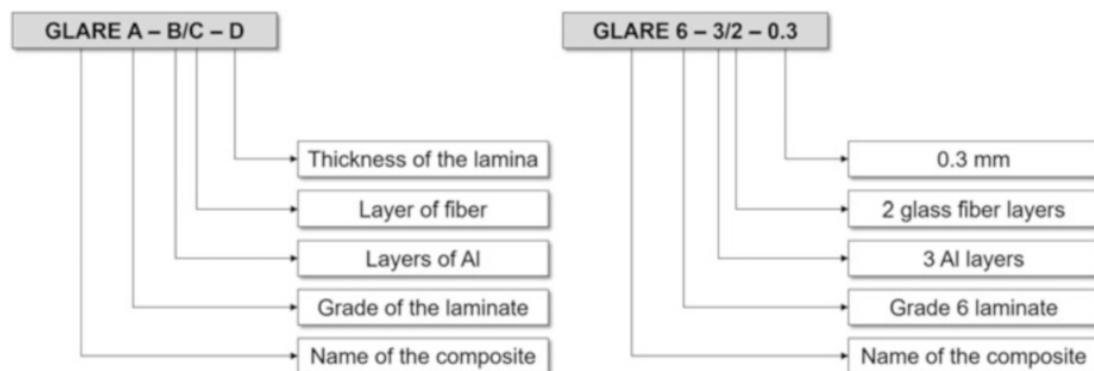 GLARE A – B/C – D
Thickness of the lamina
Layer of fiber
Layers of Al
Grade of the laminate
Name of the composite
GLARE 6 – 3/2 – 0.3
0.3 mm
2 glass fiber layers
3 Al layers
Grade 6 laminate
Name of the composite